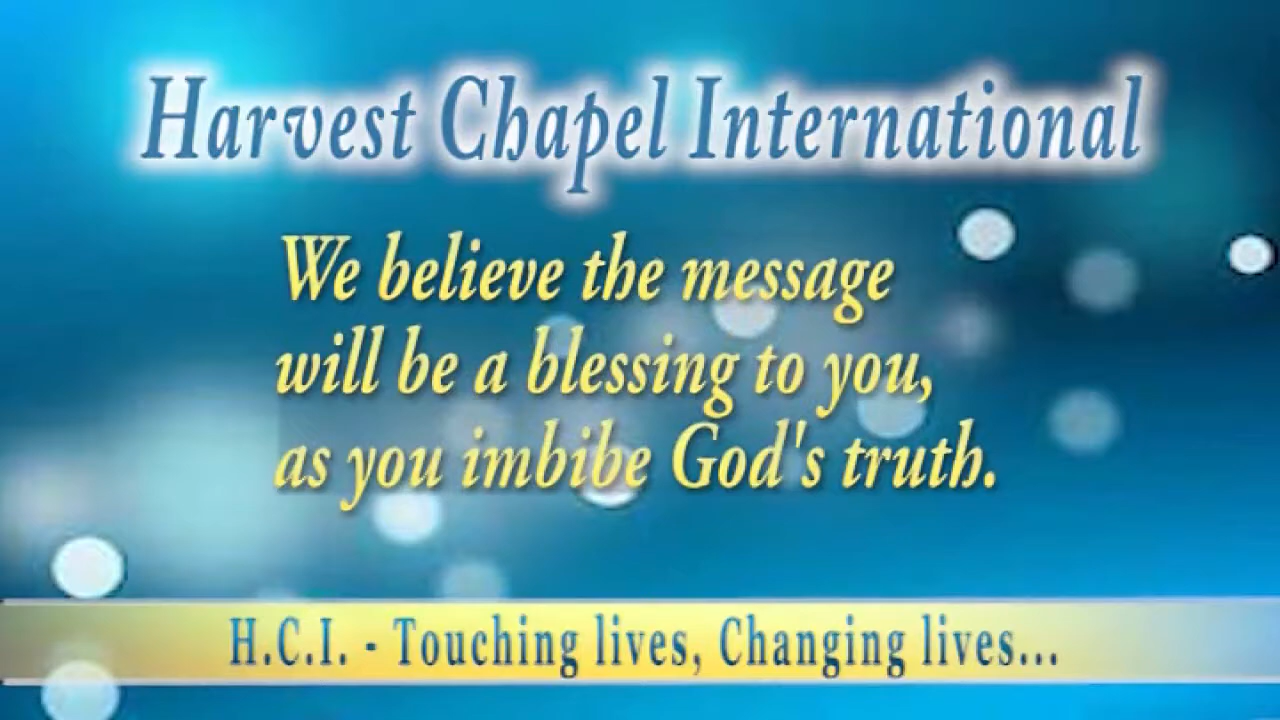 Harvest Chapel International
We believe the message
will be a blessing to you,
as you imbibe God's truth.
H.C.I. - Touching lives, Changing lives...